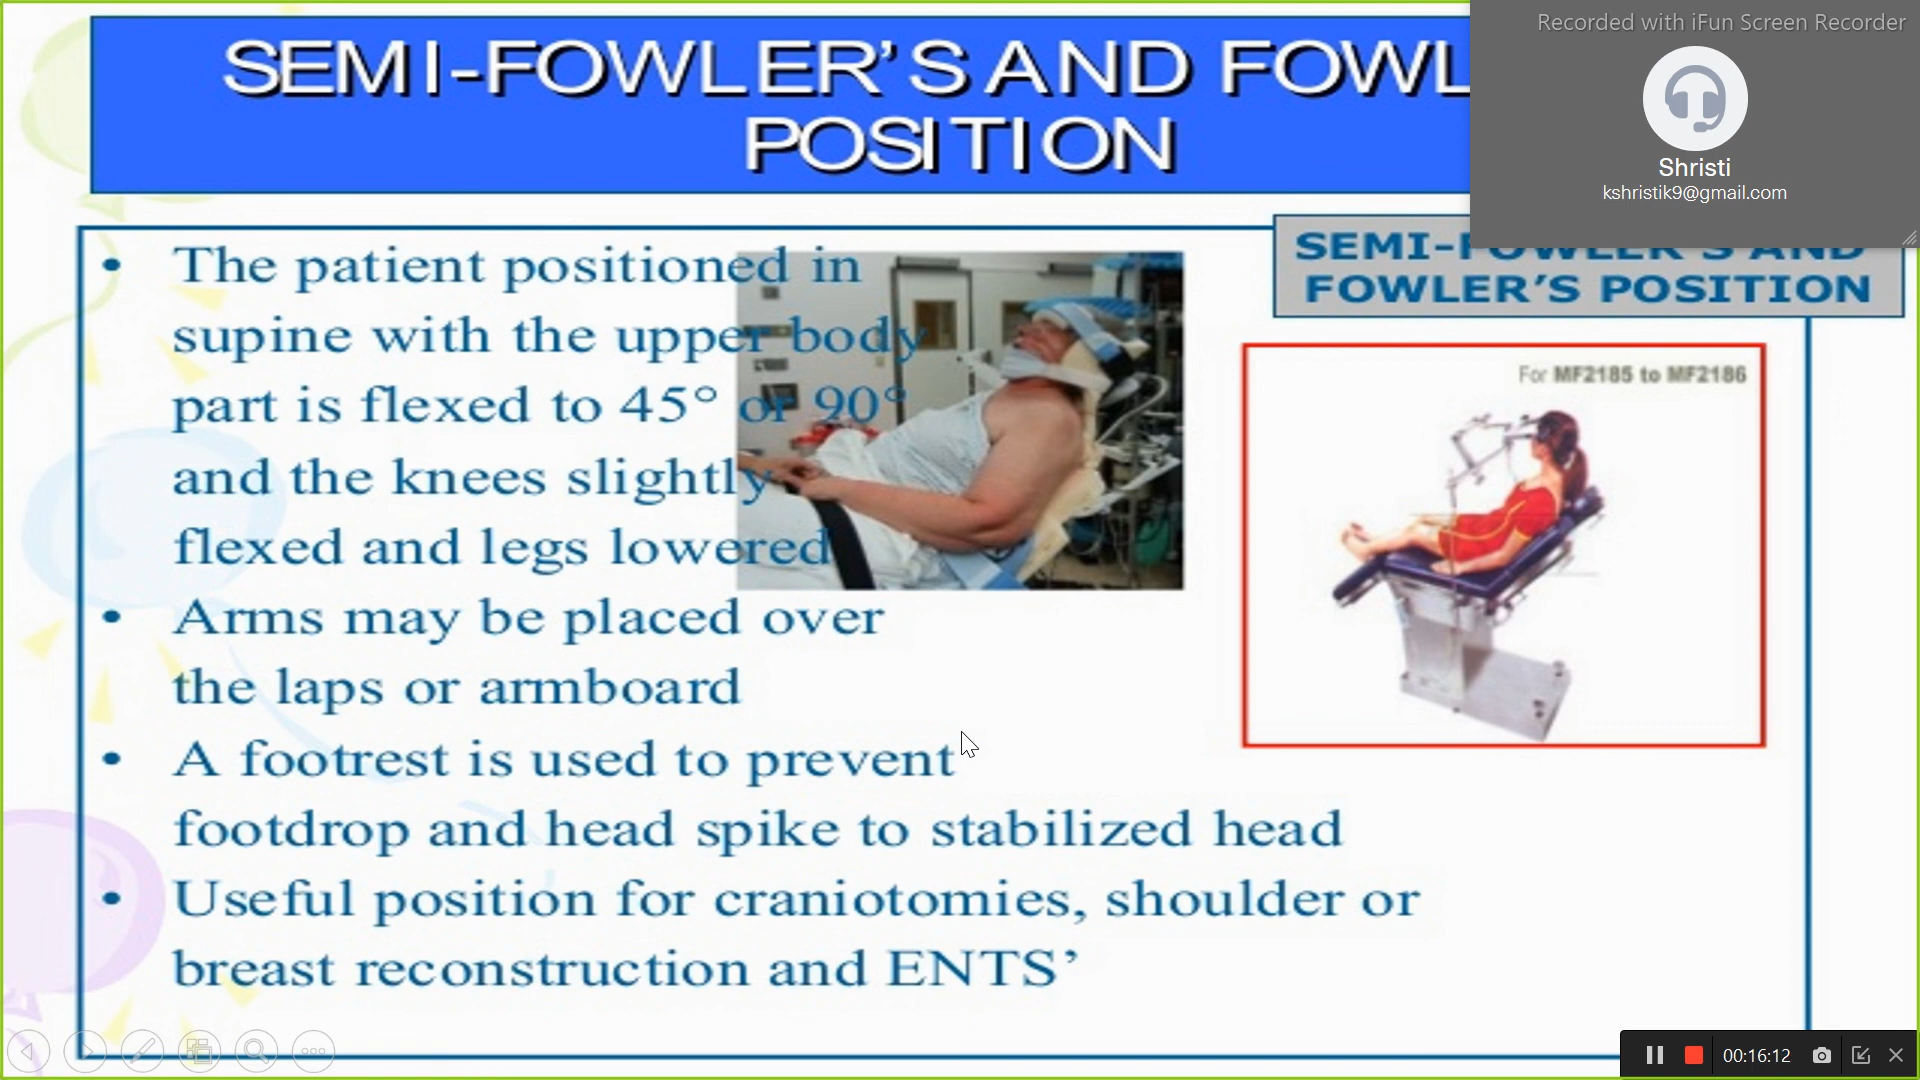 Recorded with iFun Screen Recorder
Shristi
kshristik9@gmail.com
SEMI-FOWLER’S AND FOWL
POSITION
SEMI-FOWLER'S AND
FOWLER’S POSITION
• The patient positioned in
supine with the upper body
part is flexed to 45° or 90°
and the knees slightly
flexed and legs lowered
• Arms may be placed over
the laps or armboard
• A footrest is used to prevent
footdrop and head spike to stabilized head
• Useful position for craniotomies, shoulder or
breast reconstruction and ENTS’
For MF2185 to MF2186
00:16:12